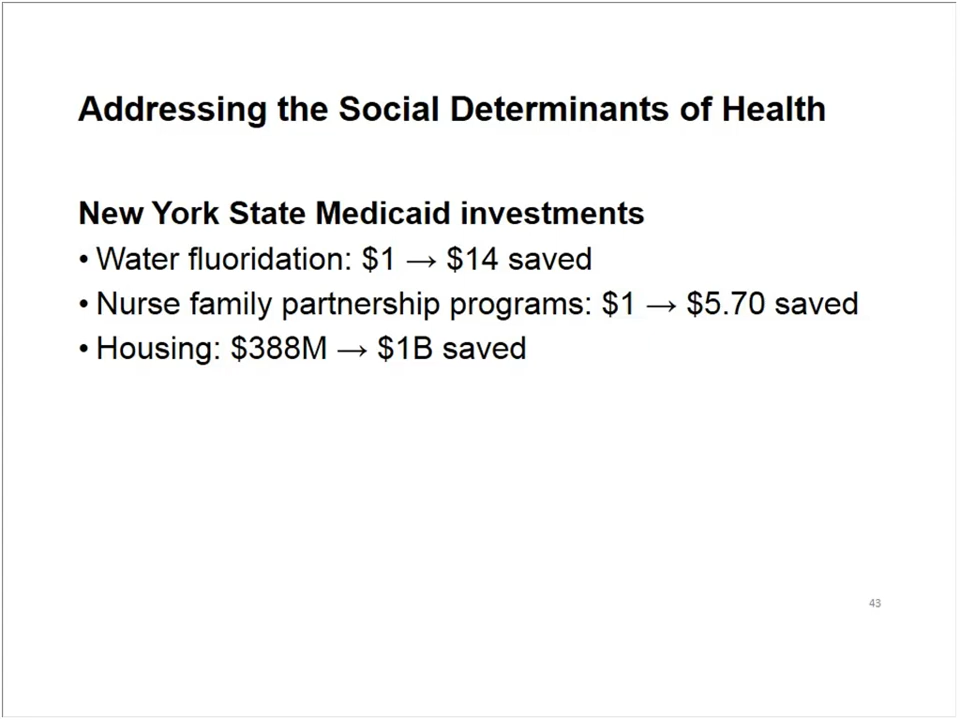 Addressing the Social Determinants of Health
New York State Medicaid investments
• Water fluoridation: $1 → $14 saved
• Nurse family partnership programs: $1 → $5.70 saved
• Housing: $388M → $1B saved
43